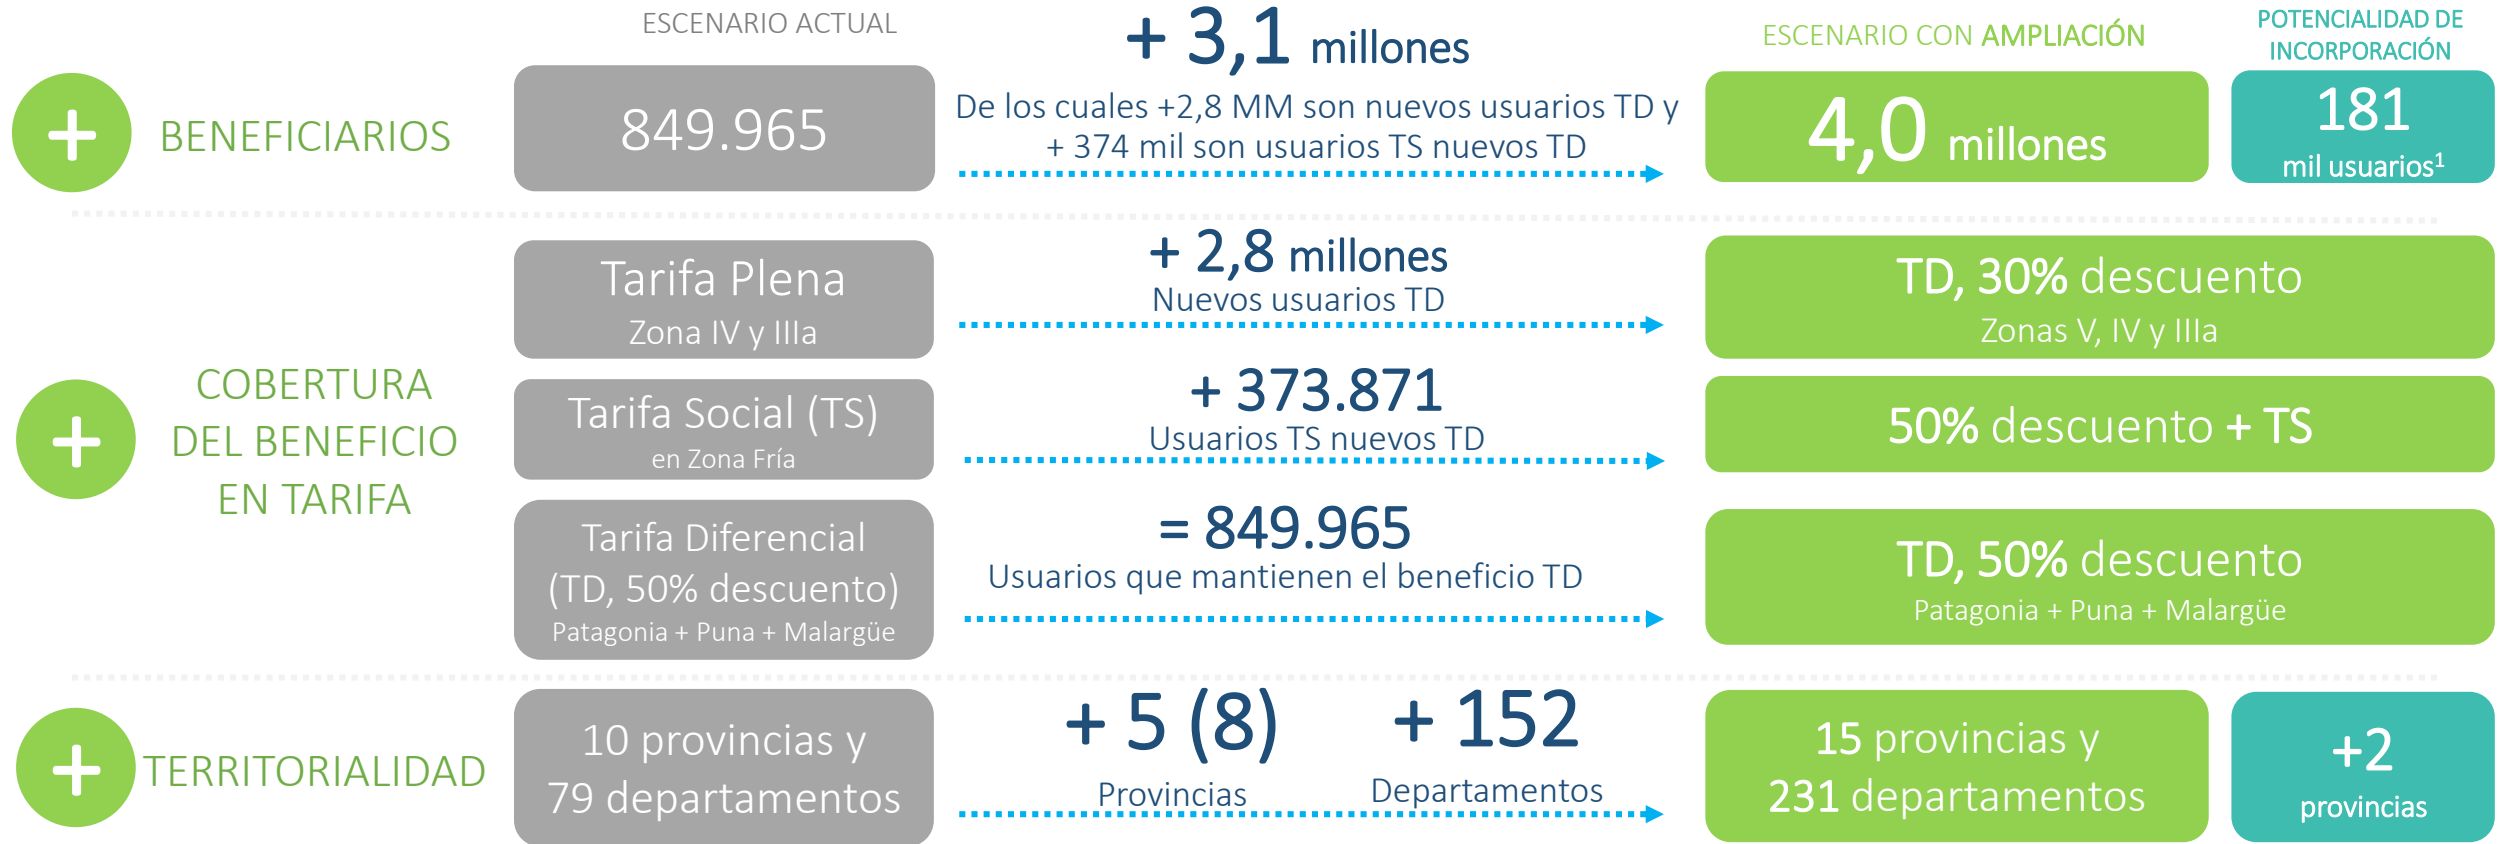 ESCENARIO ACTUAL
+ 3,1 millones
ESCENARIO CON AMPLIACIÓN
POTENCIALIDAD DE
INCORPORACIÓN
+
BENEFICIARIOS
849.965
De los cuales +2,8 MM son nuevos usuarios TD y
+ 374 mil son usuarios TS nuevos TD
4,0 millones
181
mil usuarios¹
+
COBERTURA
DEL BENEFICIO
EN TARIFA
Tarifa Plena
Zona IV y IIIa
+ 2,8 millones
Nuevos usuarios TD
TD, 30% descuento
Zonas V, IV y IIIa
Tarifa Social (TS)
en Zona Fría
+ 373.871
Usuarios TS nuevos TD
50% descuento + TS
Tarifa Diferencial
(TD, 50% descuento)
Patagonia + Puna + Malargüe
= 849.965
Usuarios que mantienen el beneficio TD
TD, 50% descuento
Patagonia + Puna + Malargüe
+
TERRITORIALIDAD
10 provincias y
79 departamentos
+ 5 (8)
Provincias
+ 152
Departamentos
15 provincias y
231 departamentos
+2
provincias